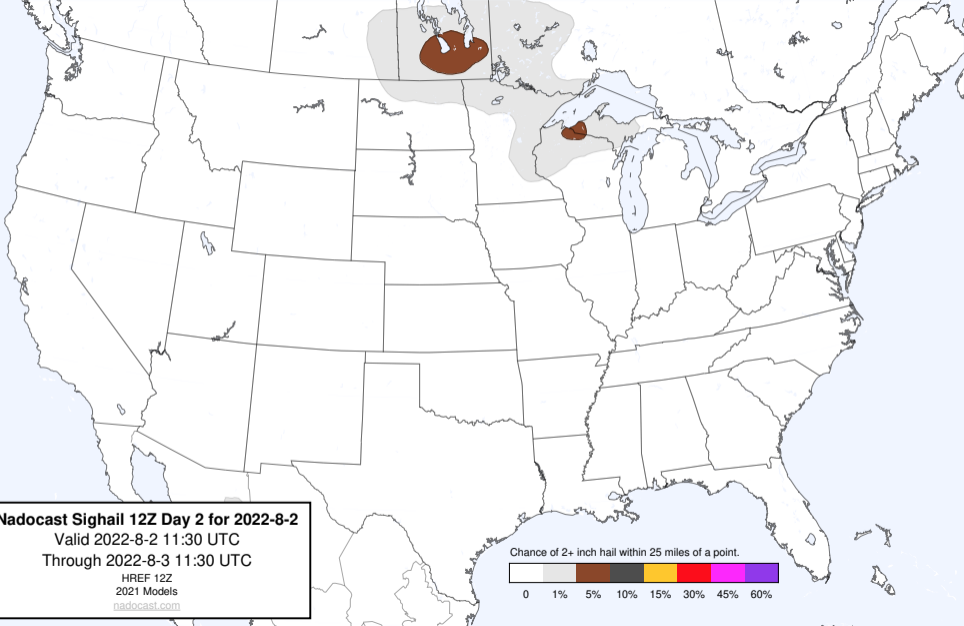 Nadocast Sighail 12Z Day 2 for 2022-8-2
Valid 2022-8-2 11:30 UTC
Through 2022-8-3 11:30 UTC
HREF 12Z
2021 Models
nadocast.com
Chance of 2+ inch hail within 25 miles of a point.
0 1% 5% 10% 15% 30% 45% 60%